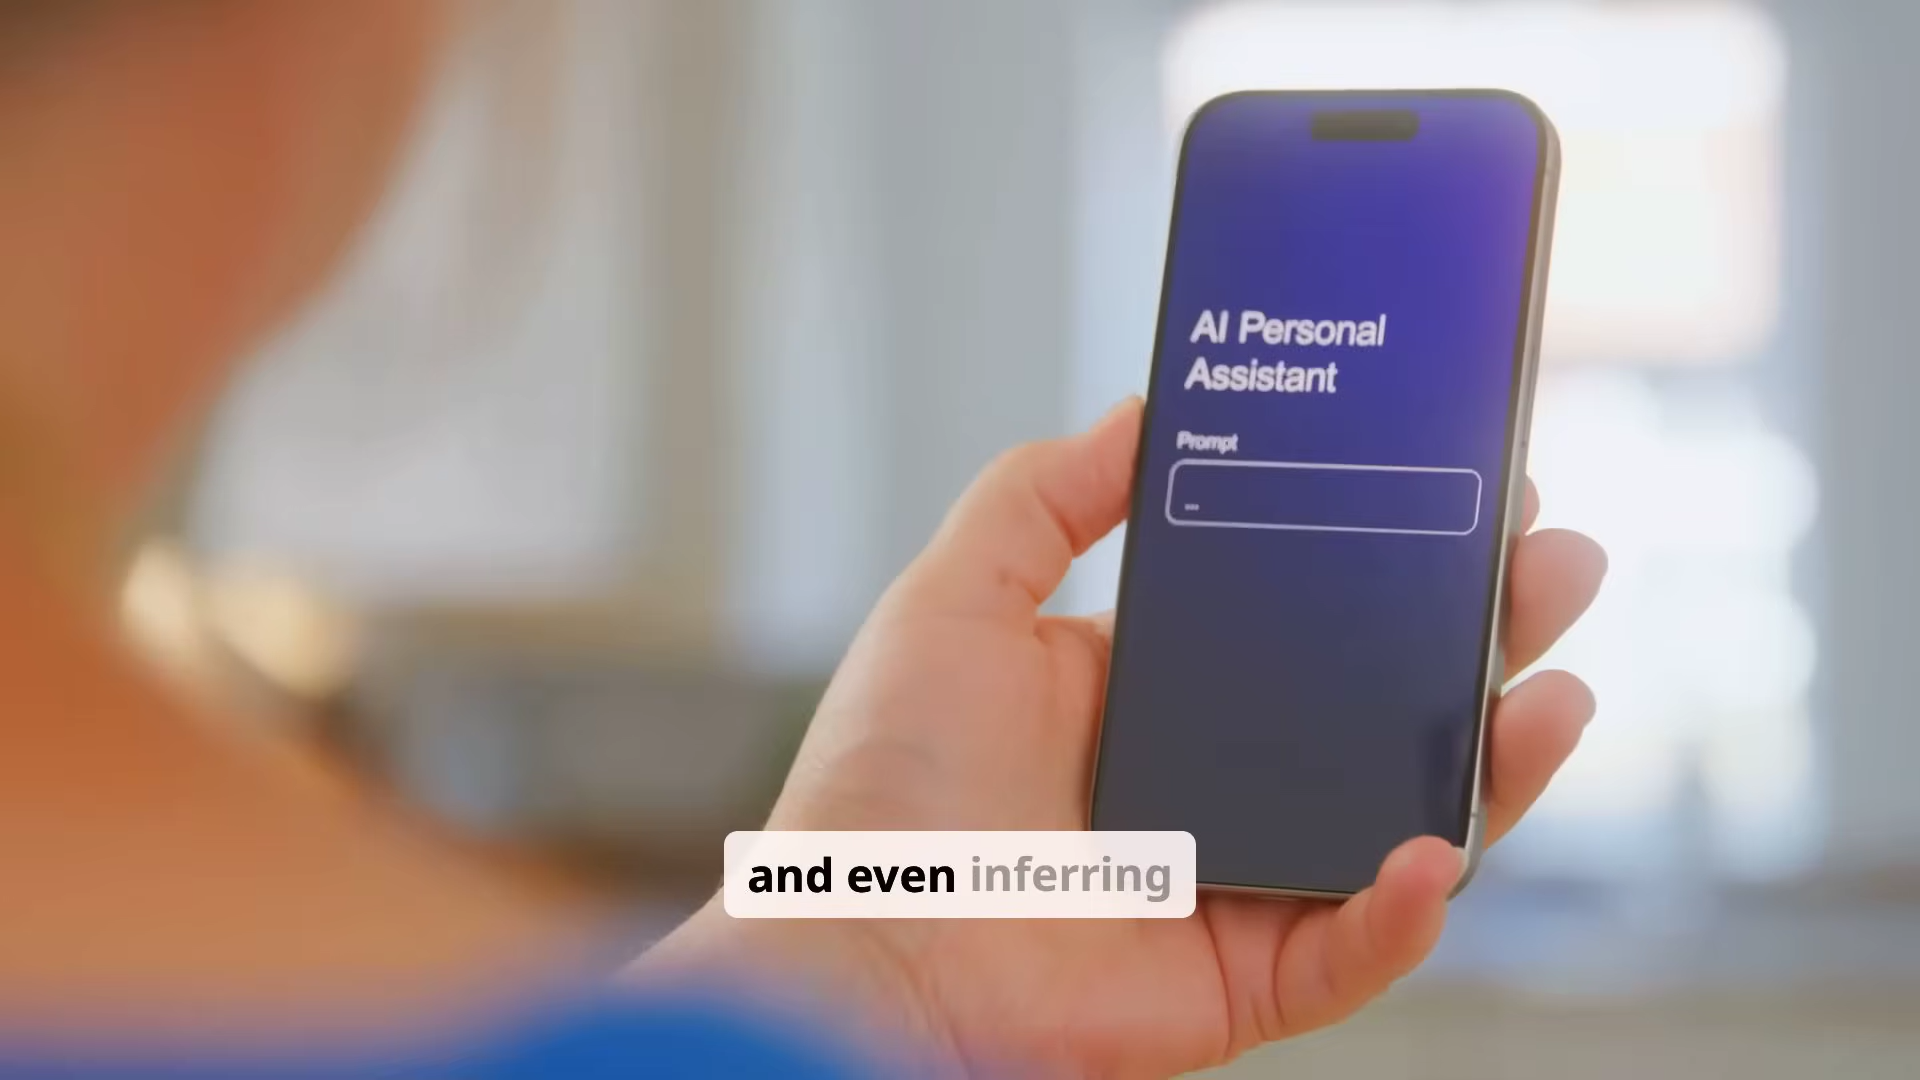 AI Personal
Assistant
Prompt
and even inferring